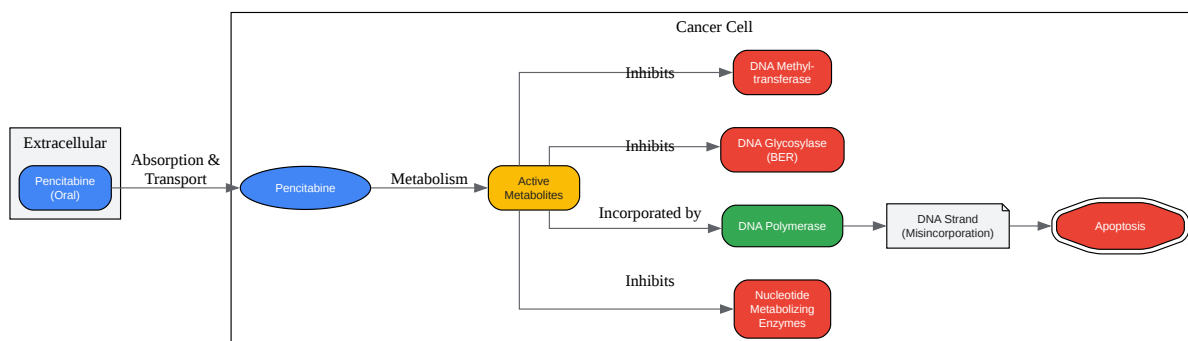 Cancer Cell
Extracellular
Pencitabine
(Oral)
Absorption &
Transport
Pencitabine
Metabolism
Active
Metabolites
Inhibits
DNA Methyl-
transferase
Inhibits
DNA Glycosylase
(BER)
Incorporated by
DNA Polymerase
DNA Strand
(Misincorporation)
Apoptosis
Inhibits
Nucleotide
Metabolizing
Enzymes